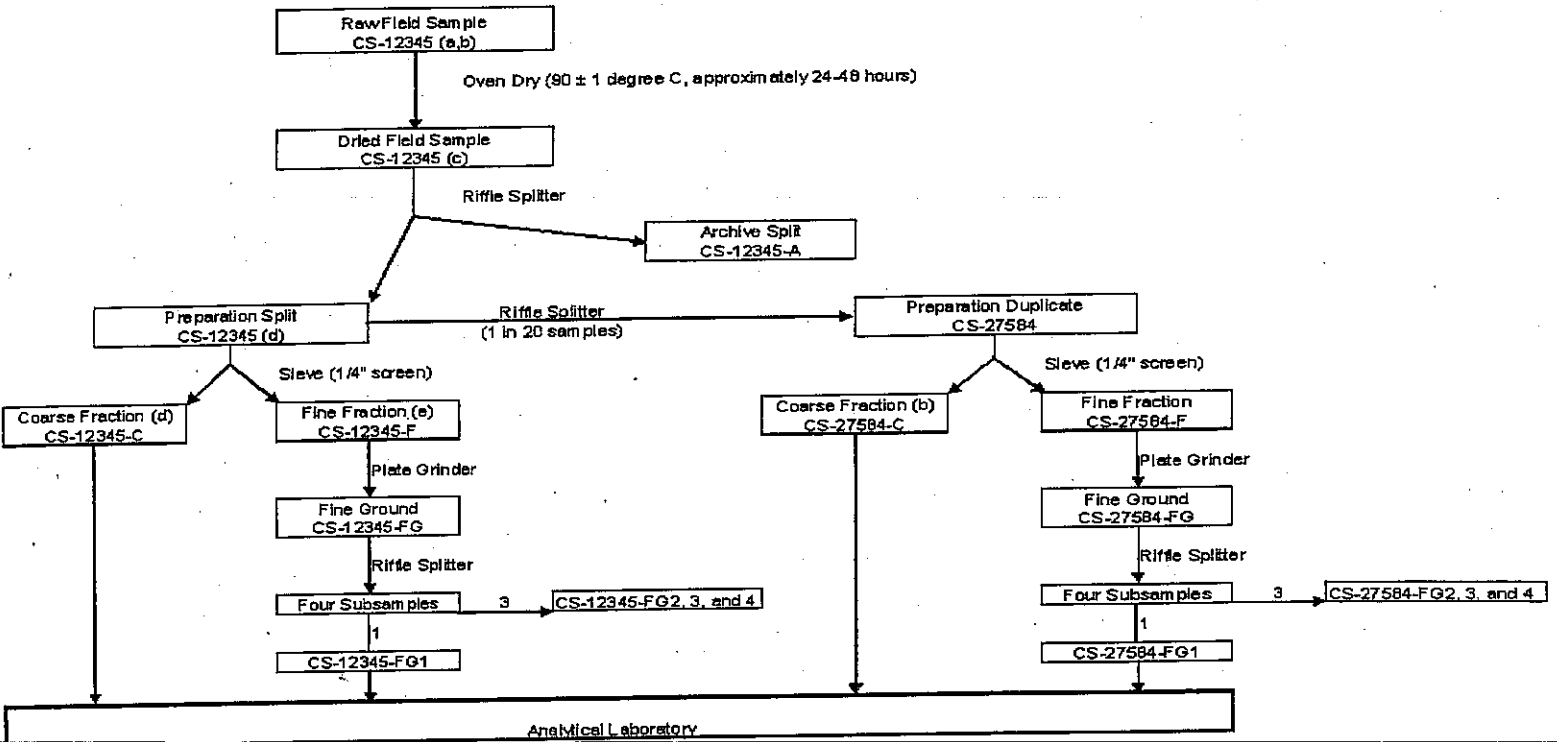 Raw Field Sample
CS-12345 (a,b)
Oven Dry (90 ± 1 degree C, approximately 24-48 hours)
Dried Field Sample
CS-12345 (c)
Riffle Splitter
Archive Split
CS-12345-A
Preparation Split
CS-12345 (d)
Riffle Splitter
(1 in 20 samples)
Preparation Duplicate
CS-27584
Sieve (1/4" screen)
Sieve (1/4" screen)
Coarse Fraction (d)
CS-12345-C
Fine Fraction (e)
CS-12345-F
Coarse Fraction (b)
CS-27584-C
Fine Fraction
CS-27584-F
Plate Grinder
Plate Grinder
Fine Ground
CS-12345-FG
Fine Ground
CS-27584-FG
Riffle Splitter
Riffle Splitter
Four Subsamples
3
CS-12345-FG2, 3, and 4
Four Subsamples
3
CS-27584-FG2, 3, and 4
1
1
CS-12345-FG1
CS-27584-FG1
Analytical Laboratory